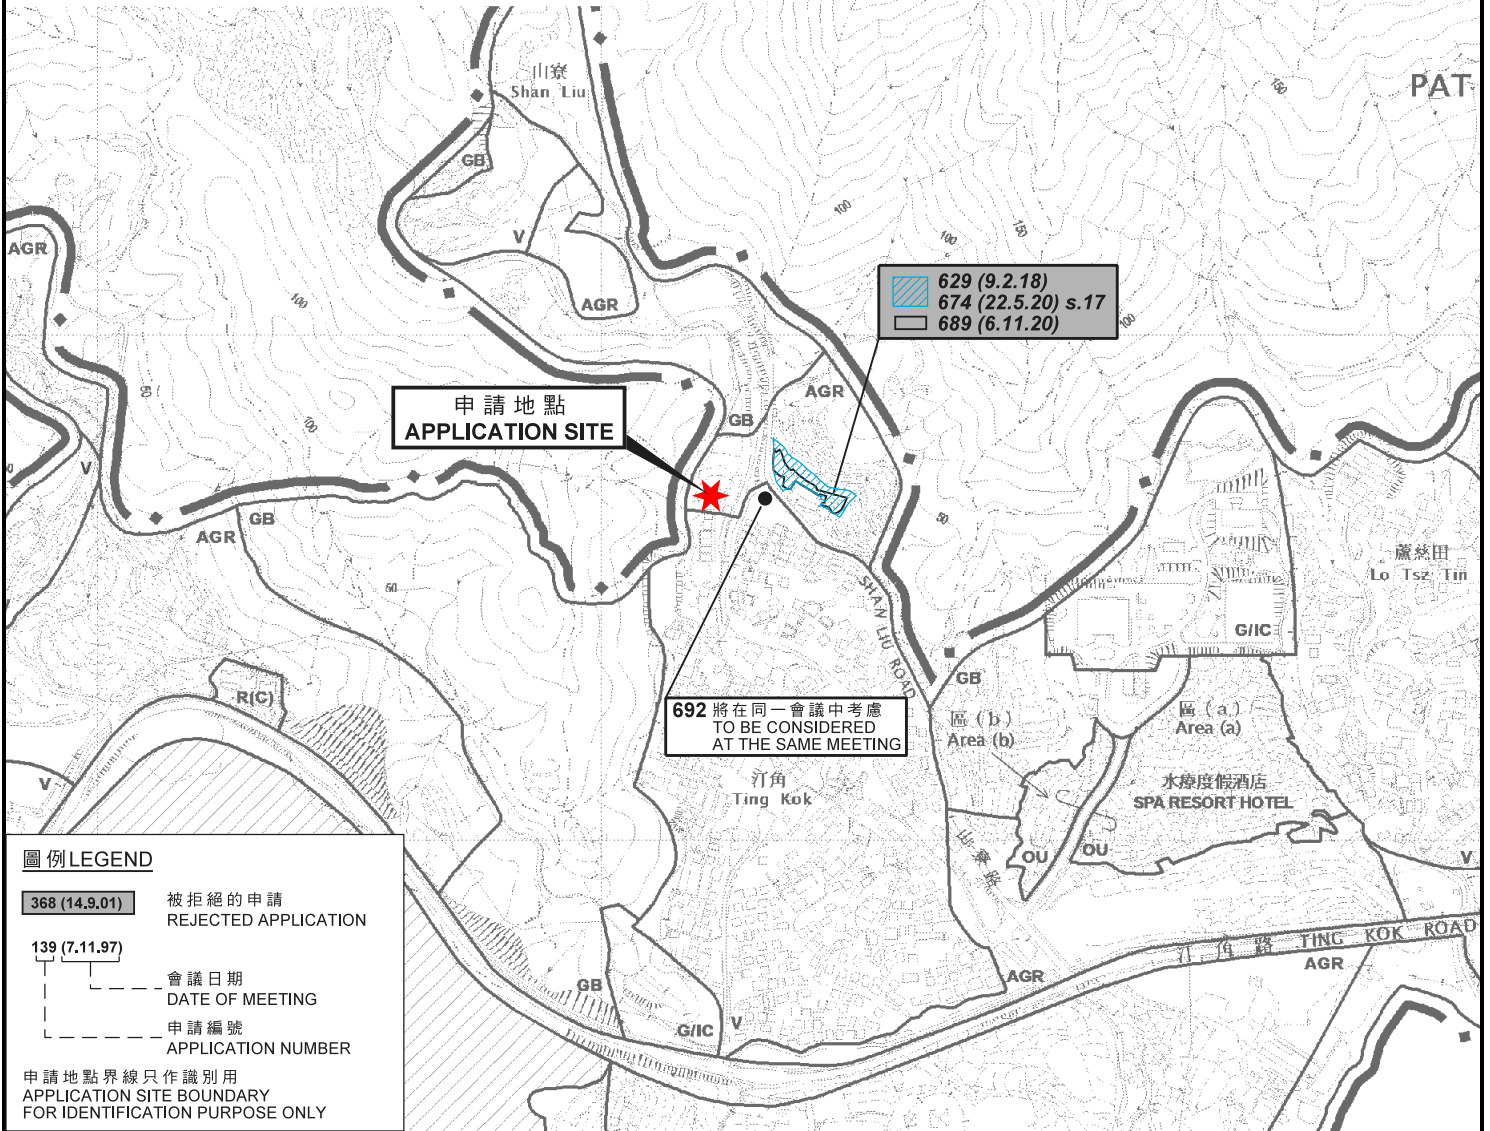 山寮
Shan Liu
PAT
GB
V
AGR
AGR
150
100
100
150
100
100
629 (9.2.18)
674 (22.5.20) s.17
689 (6.11.20)
申請地點
APPLICATION SITE
AGR
GB
100
V
GB
AGR
50
50
SHAN LIU ROAD
蘆慈田
Lo Tsz Tin
G/IC
GB
R(C)
692 將在同一會議中考慮
TO BE CONSIDERED
AT THE SAME MEETING
區 (b)
Area (b)
區 (a)
Area (a)
汀角
Ting Kok
水療度假酒店
SPA RESORT HOTEL
V
山寮路
OU
OU
V
汀角路 TING KOK ROAD
AGR
AGR
GB
G/IC
V
圖例 LEGEND
368 (14.9.01)
被拒絕的申請
REJECTED APPLICATION
139 (7.11.97)
會議日期
DATE OF MEETING
申請編號
APPLICATION NUMBER
申請地點界線只作識別用
APPLICATION SITE BOUNDARY
FOR IDENTIFICATION PURPOSE ONLY